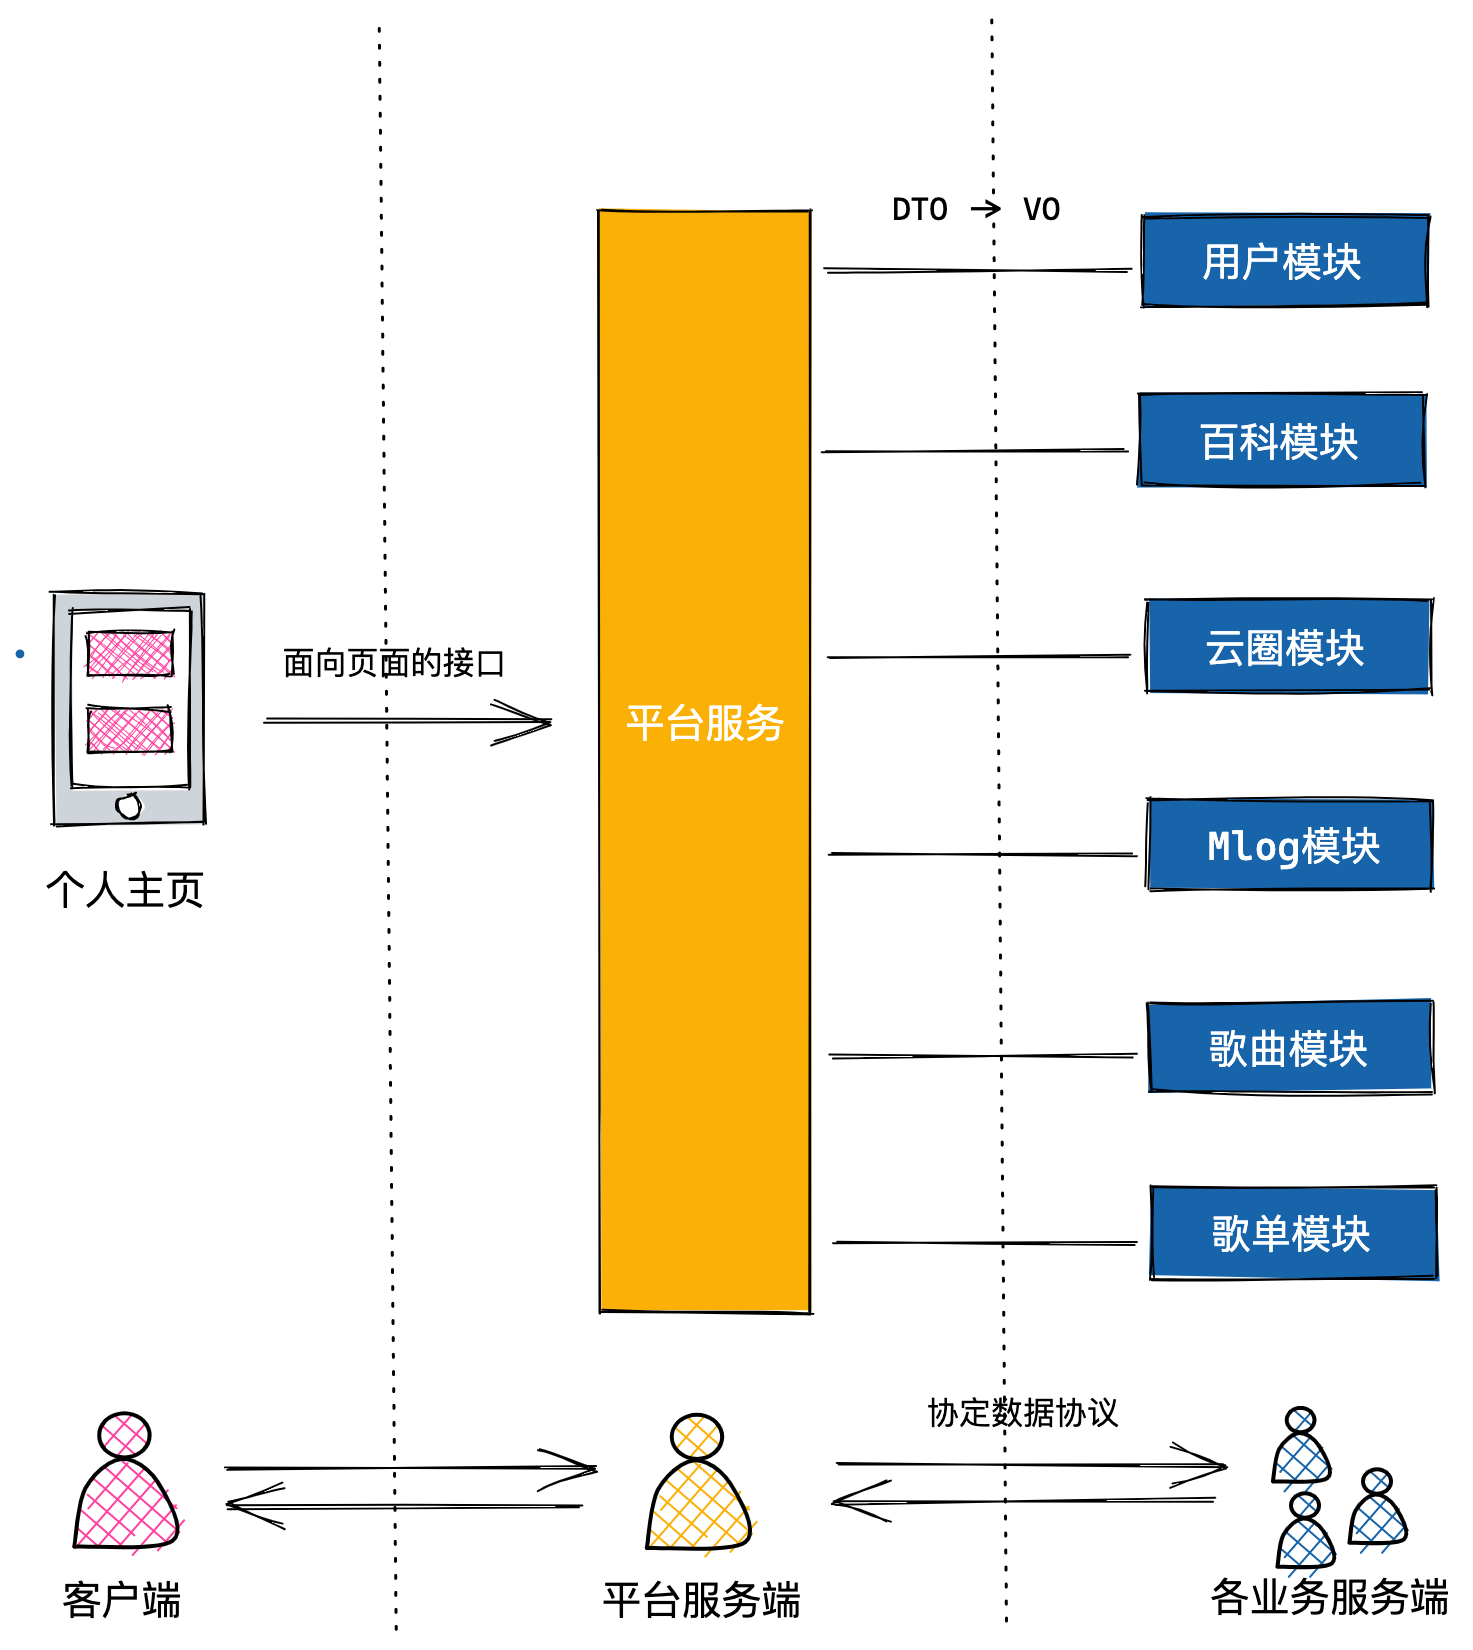 DTO → VO
用户模块
百科模块
云圈模块
面向页面的接口
平台服务
Mlog模块
个人主页
歌曲模块
歌单模块
协定数据协议
客户端
平台服务端
各业务服务端